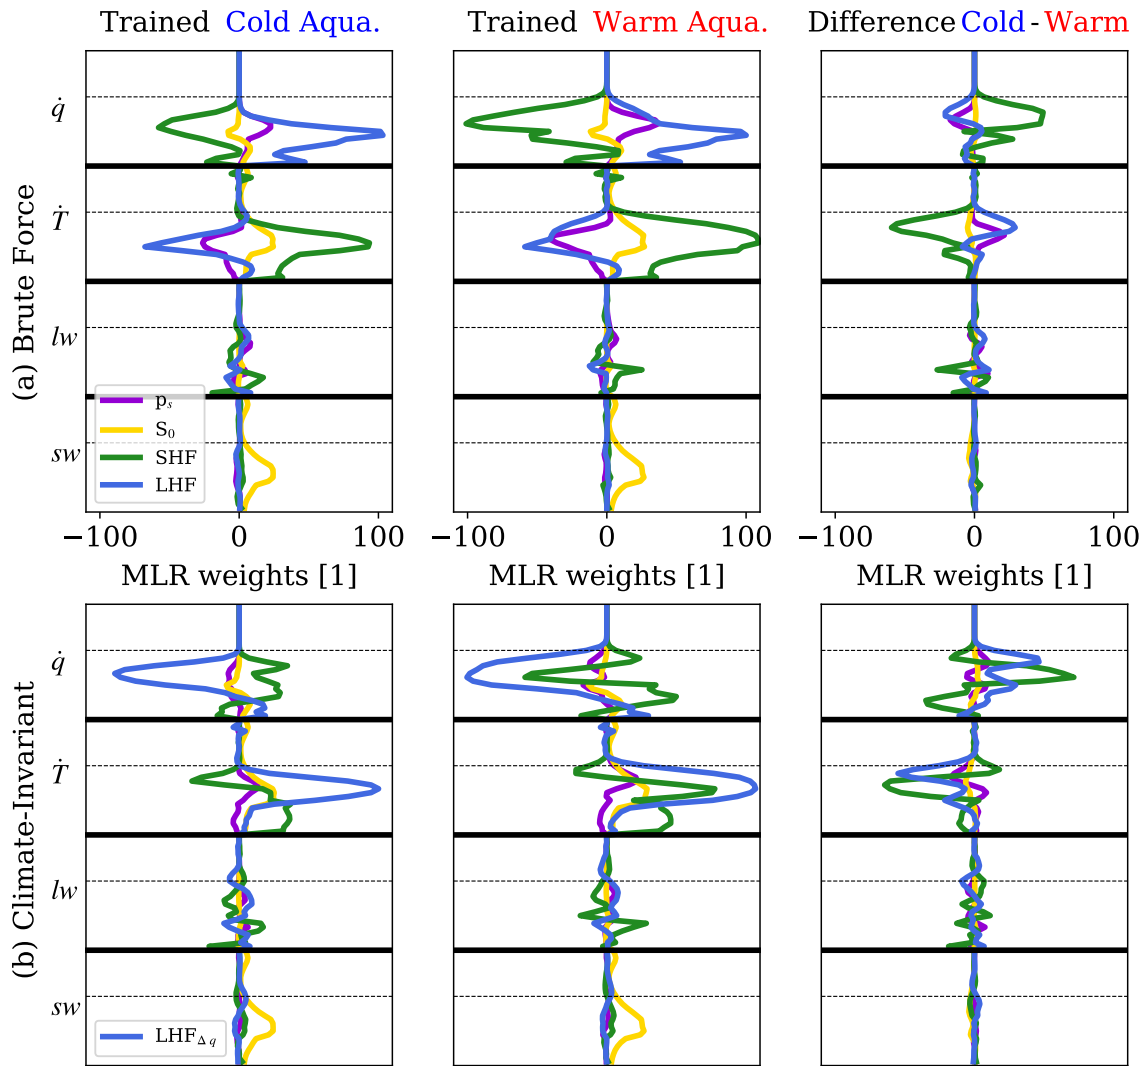 Trained Cold Aqua.
Trained Warm Aqua.
Difference Cold - Warm
(a) Brute Force
q̇
Ṫ
lw
sw
p_s
S_0
SHF
LHF
−100 0 100
−100 0 100
−100 0 100
MLR weights [1]
MLR weights [1]
MLR weights [1]
(b) Climate-Invariant
q̇
Ṫ
lw
sw
LHF_Δq